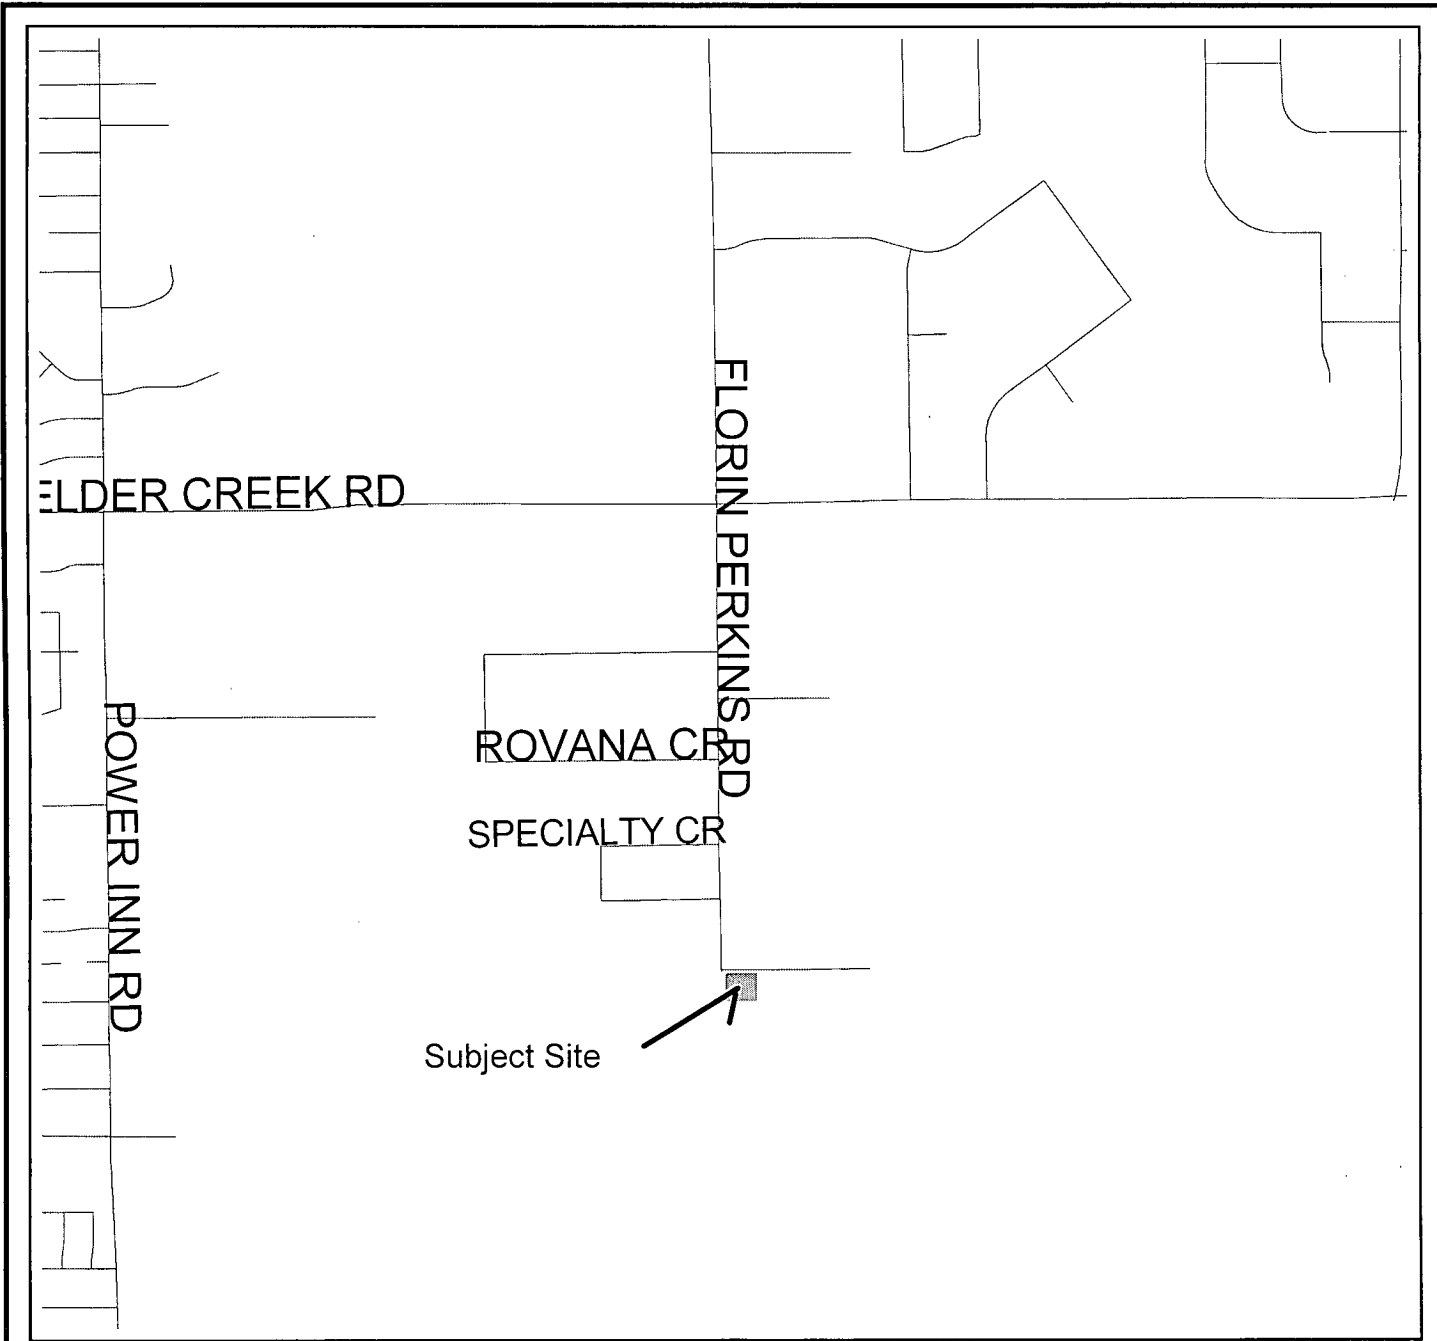 FLORIN PERKINS RD
ELDER CREEK RD
POWER INN RD
ROVANA CR
SPECIALTY CR
Subject Site